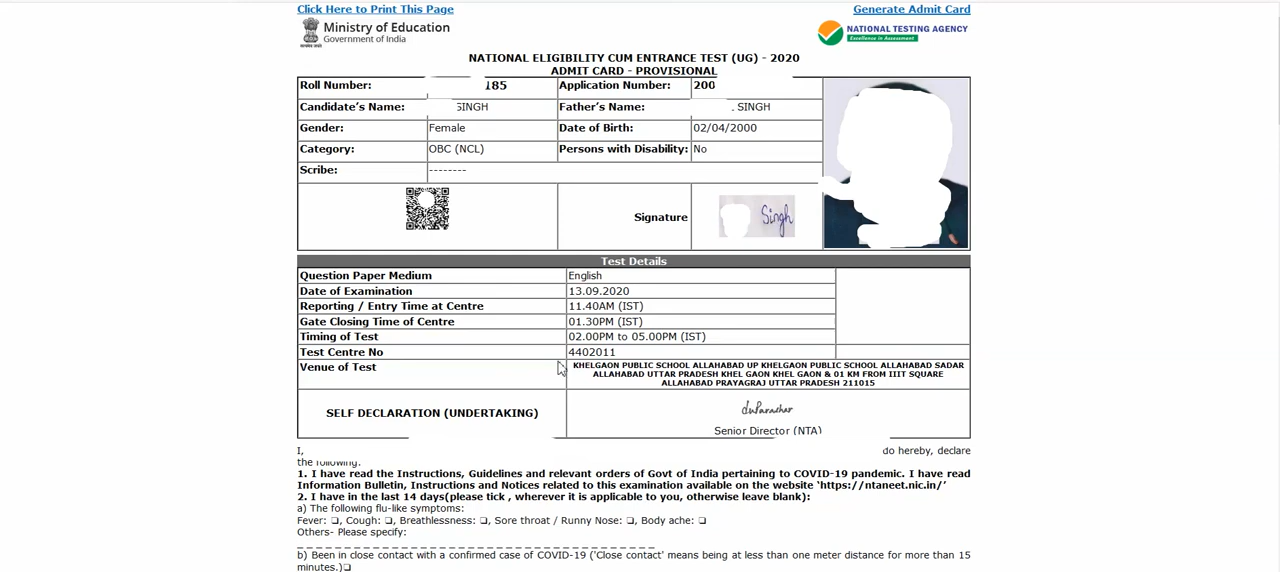 Click Here to Print This Page
Generate Admit Card
Ministry of Education
Government of India
NATIONAL TESTING AGENCY
Excellence in Assessment
NATIONAL ELIGIBILITY CUM ENTRANCE TEST (UG) - 2020
ADMIT CARD - PROVISIONAL
Roll Number: 185 Application Number: 200
Candidate's Name: SINGH Father's Name: . SINGH
Gender: Female Date of Birth: 02/04/2000
Category: OBC (NCL) Persons with Disability: No
Scribe: --------
Signature Singh
Test Details
Question Paper Medium English
Date of Examination 13.09.2020
Reporting / Entry Time at Centre 11.40AM (IST)
Gate Closing Time of Centre 01.30PM (IST)
Timing of Test 02.00PM to 05.00PM (IST)
Test Centre No 4402011
Venue of Test KHELGAON PUBLIC SCHOOL ALLAHABAD UP KHELGAON PUBLIC SCHOOL ALLAHABAD SADAR
ALLAHABAD UTTAR PRADESH KHEL GAON KHEL GAON & 01 KM FROM IIIT SQUARE
ALLAHABAD PRAYAGRAJ UTTAR PRADESH 211015
SELF DECLARATION (UNDERTAKING)
Senior Director (NTA)
I, do hereby, declare
the following:
1. I have read the Instructions, Guidelines and relevant orders of Govt of India pertaining to COVID-19 pandemic. I have read
Information Bulletin, Instructions and Notices related to this examination available on the website 'https://ntaneet.nic.in/'
2. I have in the last 14 days(please tick , wherever it is applicable to you, otherwise leave blank):
a) The following flu-like symptoms:
Fever: ❏, Cough: ❏, Breathlessness: ❏, Sore throat / Runny Nose: ❏, Body ache: ❏
Others- Please specify:
b) Been in close contact with a confirmed case of COVID-19 ('Close contact' means being at less than one meter distance for more than 15
minutes.)❏